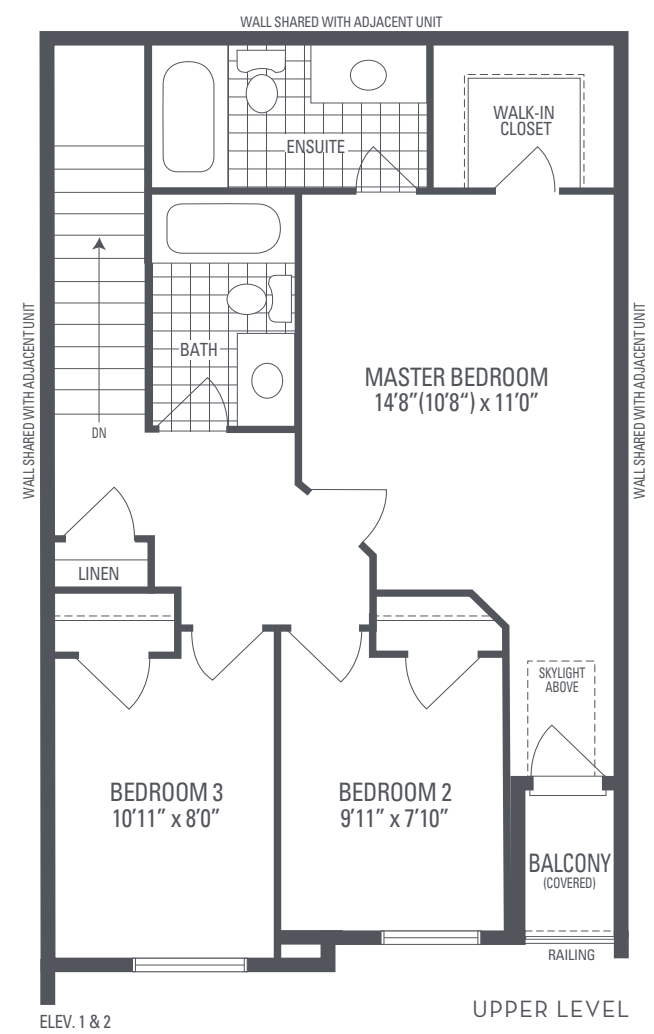 WALL SHARED WITH ADJACENT UNIT
WALK-IN
CLOSET
ENSUITE
WALL SHARED WITH ADJACENT UNIT
WALL SHARED WITH ADJACENT UNIT
BATH
MASTER BEDROOM
14'8”(10'8“) x 11'0”
DN
LINEN
SKYLIGHT
ABOVE
BEDROOM 3
10'11” x 8'0”
BEDROOM 2
9'11” x 7'10”
BALCONY
(COVERED)
RAILING
UPPER LEVEL
ELEV. 1 & 2